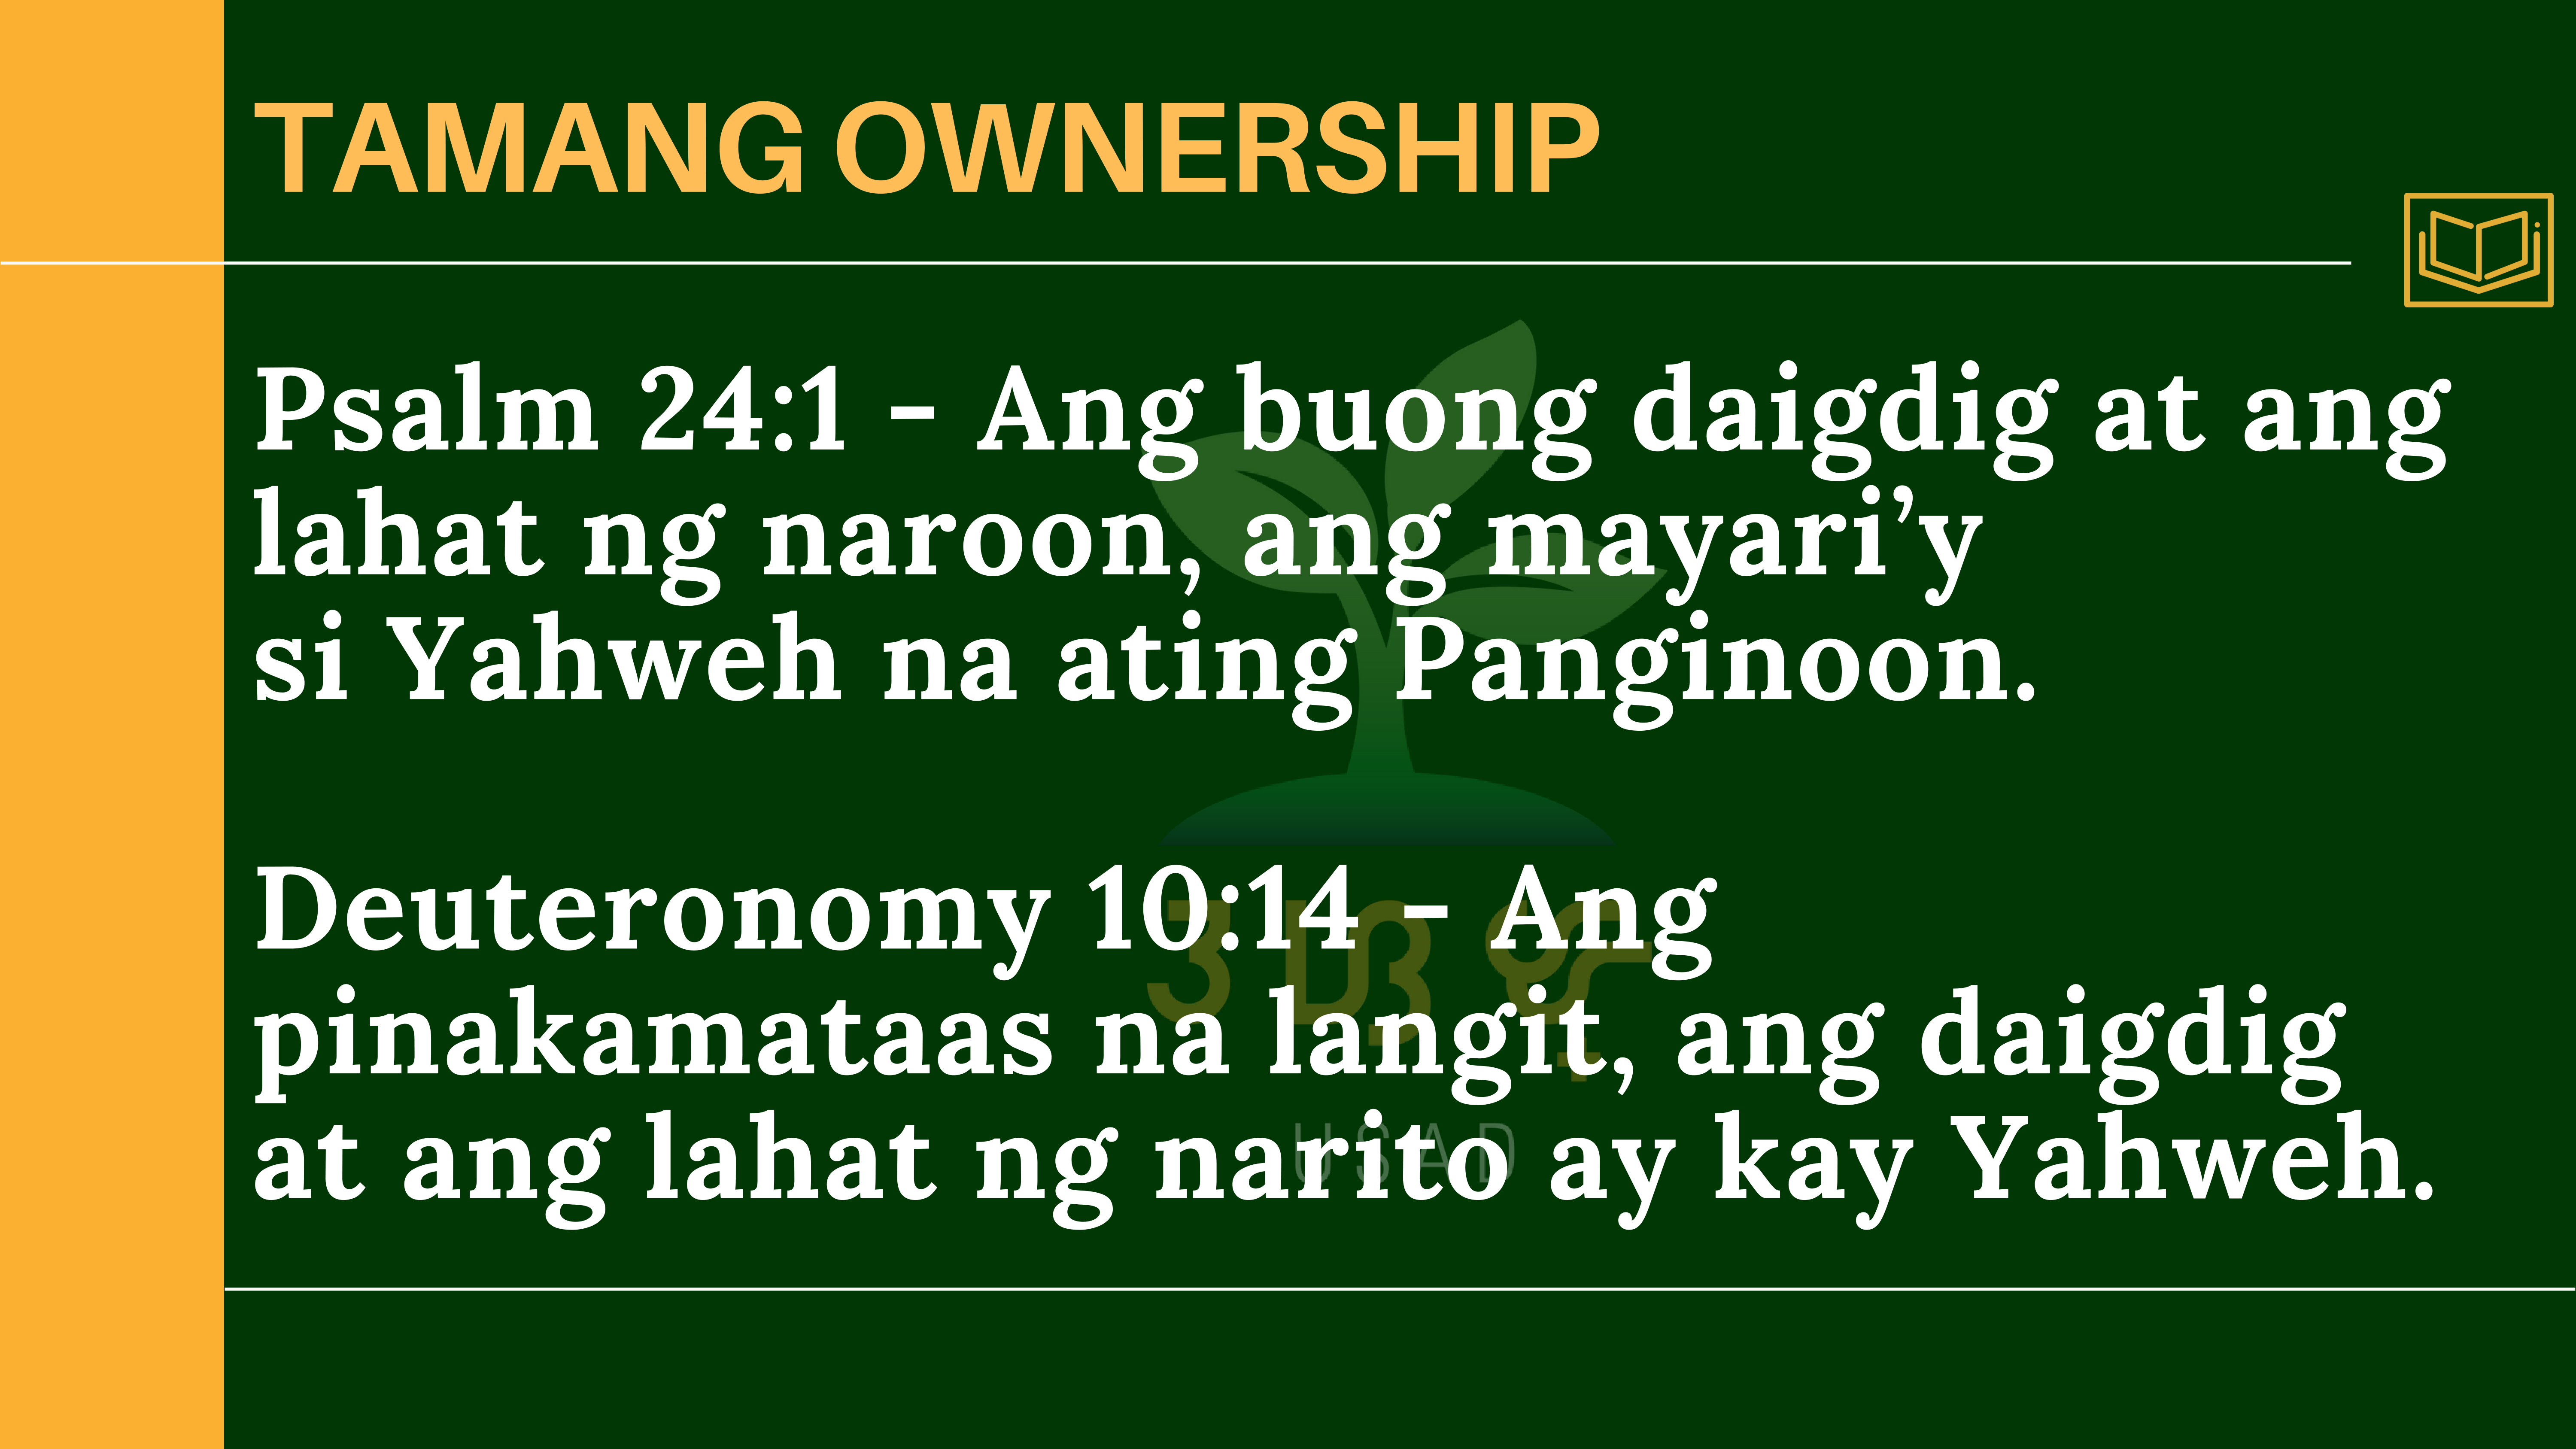 TAMANG OWNERSHIP
Psalm 24:1 – Ang buong daigdig at ang
lahat ng naroon, ang mayari’y
si Yahweh na ating Panginoon.
Deuteronomy 10:14 – Ang
pinakamataas na langit, ang daigdig
at ang lahat ng narito ay kay Yahweh.
USAD